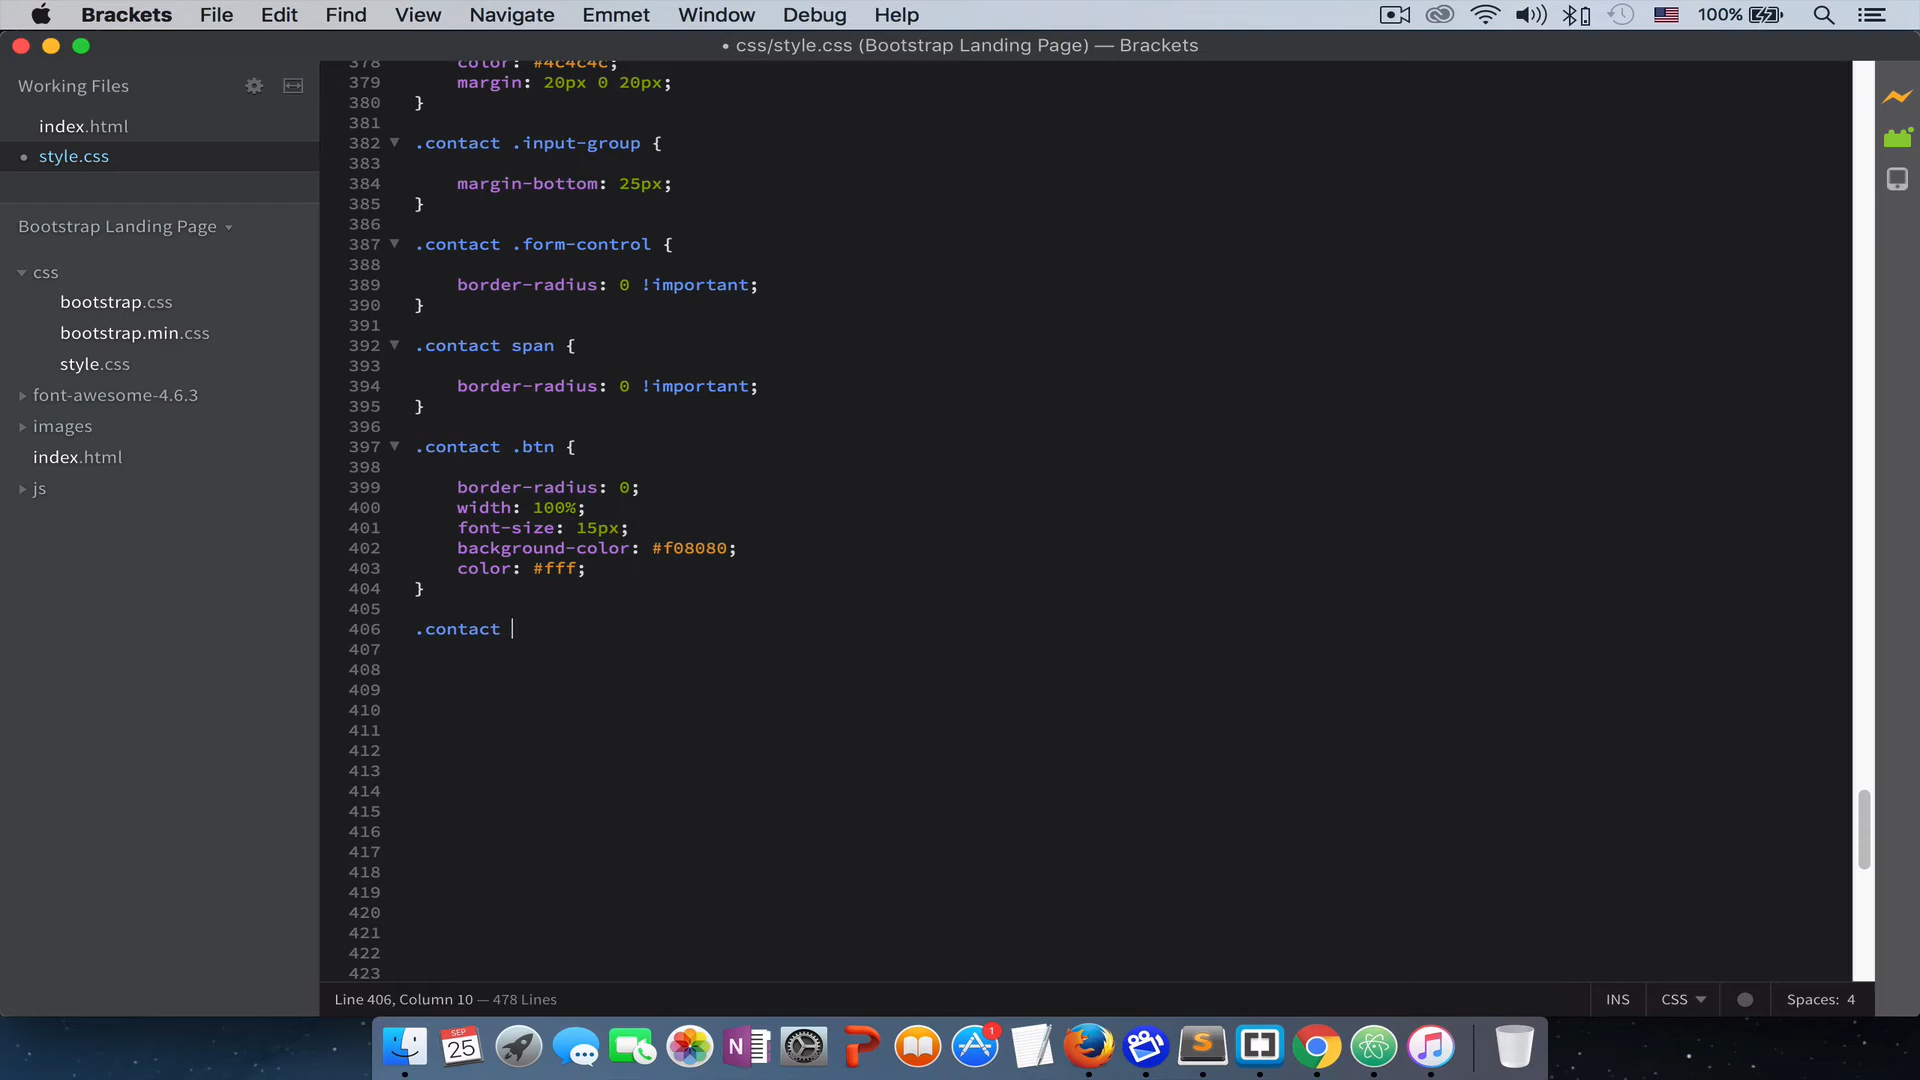 Brackets File Edit Find View Navigate Emmet Window Debug Help 100%
• css/style.css (Bootstrap Landing Page) — Brackets
Working Files
index.html
style.css
Bootstrap Landing Page
css
bootstrap.css
bootstrap.min.css
style.css
font-awesome-4.6.3
images
index.html
js
378 color: #4c4c4c;
379 margin: 20px 0 20px;
380 }
381
382 .contact .input-group {
383
384 margin-bottom: 25px;
385 }
386
387 .contact .form-control {
388
389 border-radius: 0 !important;
390 }
391
392 .contact span {
393
394 border-radius: 0 !important;
395 }
396
397 .contact .btn {
398
399 border-radius: 0;
400 width: 100%;
401 font-size: 15px;
402 background-color: #f08080;
403 color: #fff;
404 }
405
406 .contact
407
408
409
410
411
412
413
414
415
416
417
418
419
420
421
422
423
Line 406, Column 10 — 478 Lines
INS CSS Spaces: 4
SEP
25
N
1
S